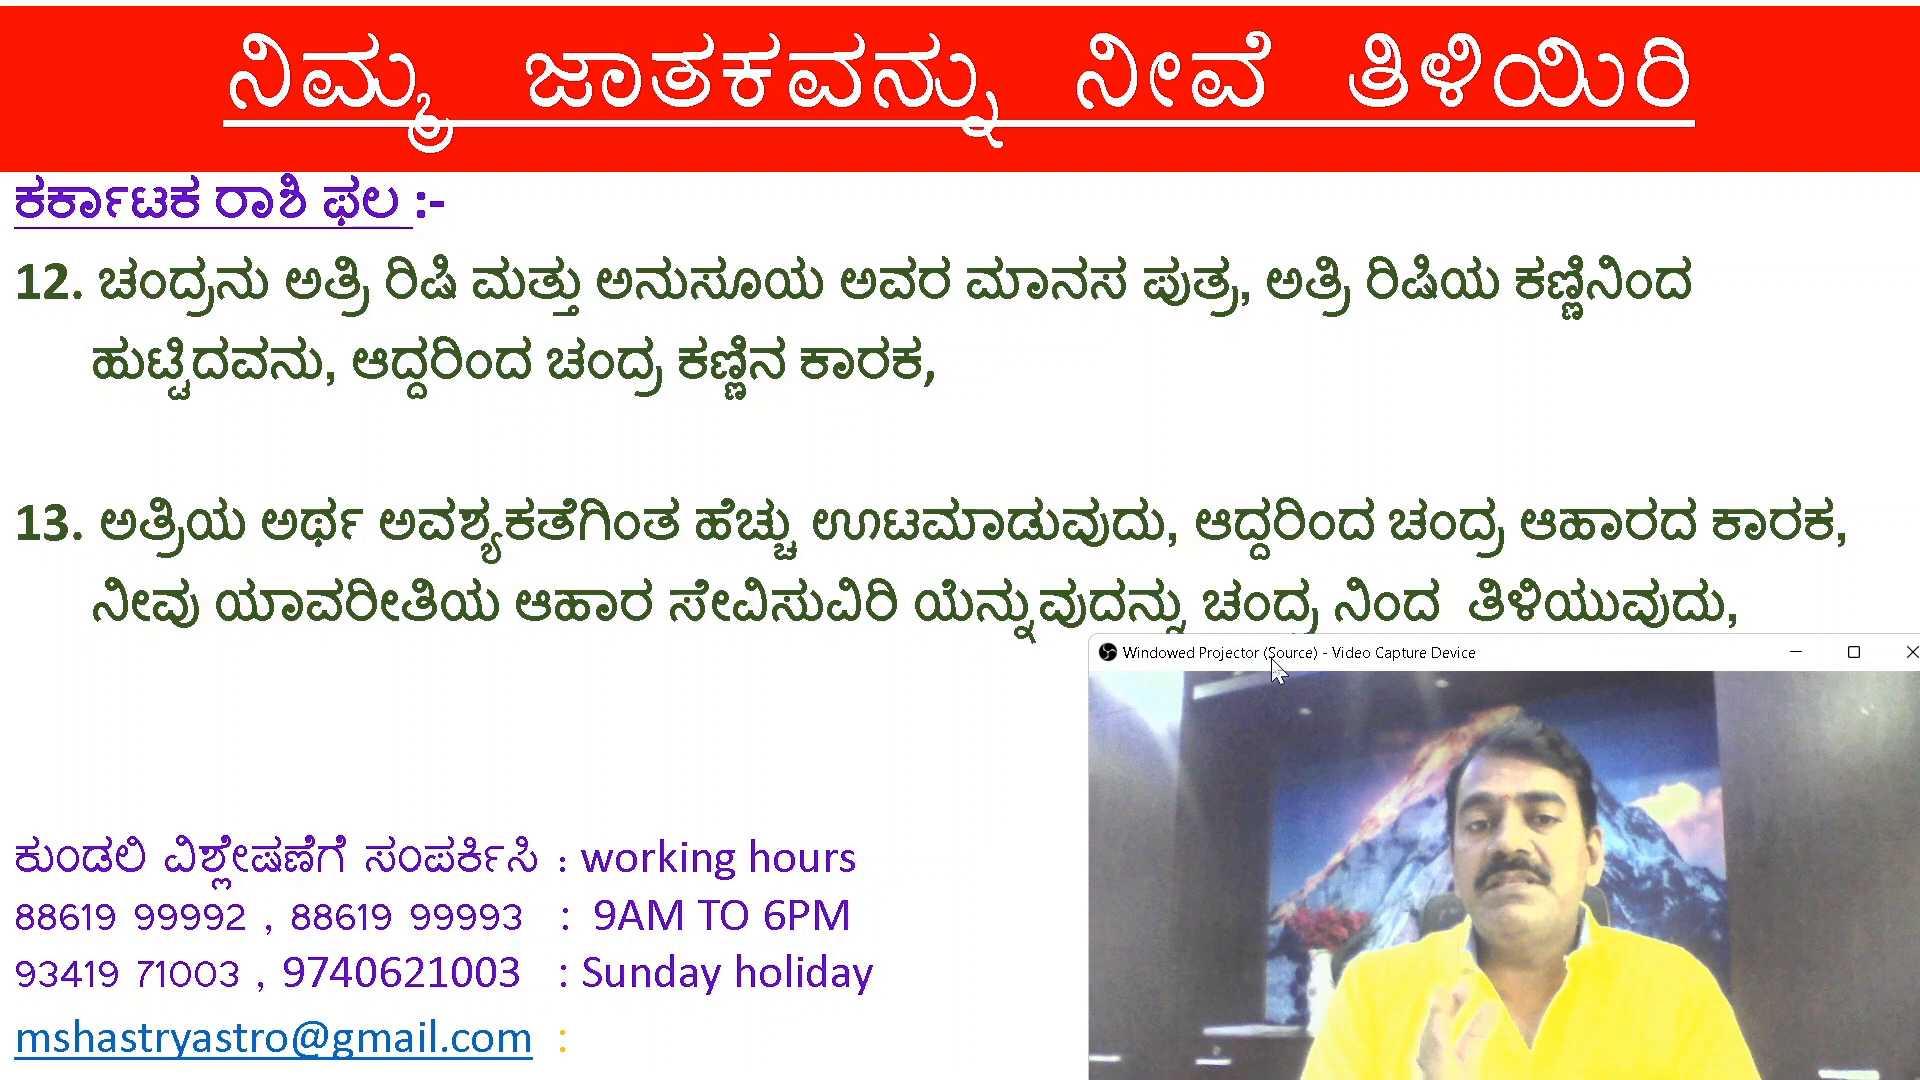 ನಿಮ್ಮ ಜಾತಕವನ್ನು ನೀವೆ ತಿಳಿಯಿರಿ
ಕರ್ಕಾಟಕ ರಾಶಿ ಫಲ :-
12. ಚಂದ್ರನು ಅತ್ರಿ ರಿಷಿ ಮತ್ತು ಅನುಸೂಯ ಅವರ ಮಾನಸ ಪುತ್ರ, ಅತ್ರಿ ರಿಷಿಯ ಕಣ್ಣಿನಿಂದ
ಹುಟ್ಟಿದವನು, ಆದ್ದರಿಂದ ಚಂದ್ರ ಕಣ್ಣಿನ ಕಾರಕ,
13. ಅತ್ರಿಯ ಅರ್ಥ ಅವಶ್ಯಕತೆಗಿಂತ ಹೆಚ್ಚು ಊಟಮಾಡುವುದು, ಆದ್ದರಿಂದ ಚಂದ್ರ ಆಹಾರದ ಕಾರಕ,
ನೀವು ಯಾವರೀತಿಯ ಆಹಾರ ಸೇವಿಸುವಿರಿ ಯೆನ್ನುವುದನ್ನು ಚಂದ್ರ ನಿಂದ ತಿಳಿಯುವುದು,
Windowed Projector (Source) - Video Capture Device
ಕುಂಡಲಿ ವಿಶ್ಲೇಷಣೆಗೆ ಸಂಪರ್ಕಿಸಿ : working hours
88619 99992 , 88619 99993 : 9AM TO 6PM
93419 71003 , 9740621003 : Sunday holiday
mshastryastro@gmail.com :